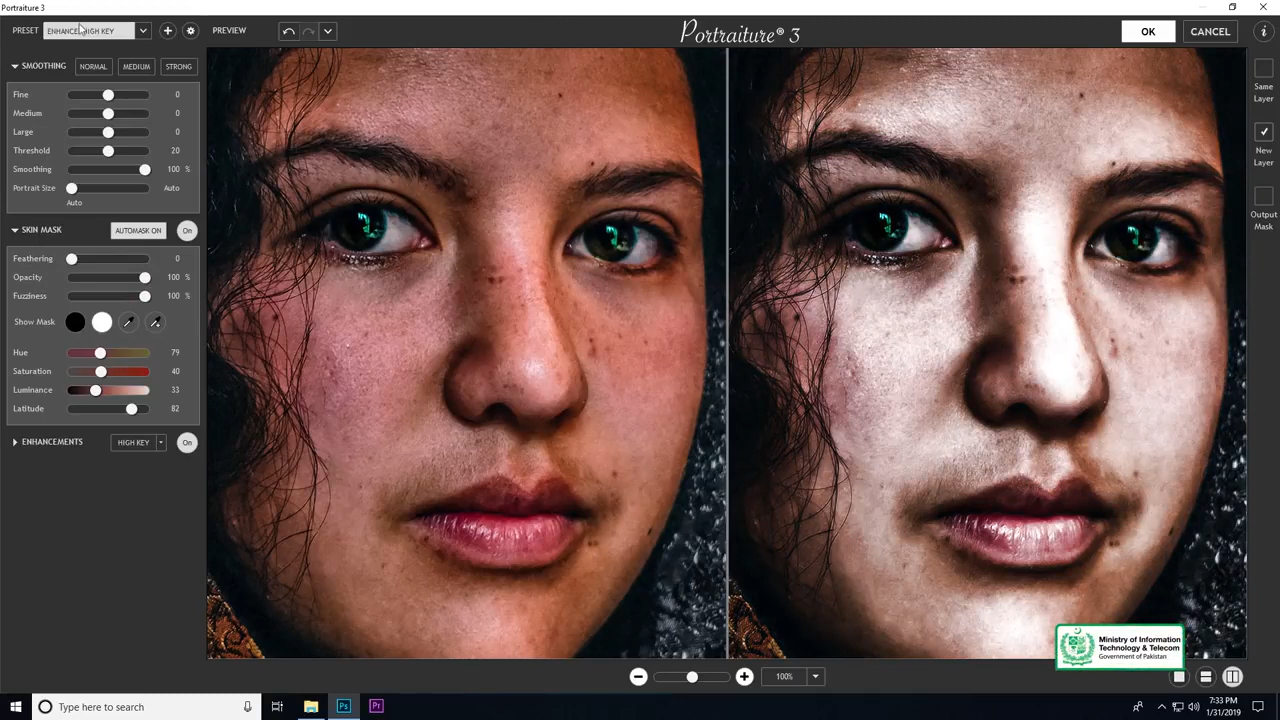 Portraiture 3
PRESET ENHANCE: HIGH KEY PREVIEW Portraiture® 3 OK CANCEL i
SMOOTHING NORMAL MEDIUM STRONG
Fine 0
Medium 0
Large 0
Threshold 20
Smoothing 100 %
Portrait Size Auto
Auto
SKIN MASK AUTOMASK ON On
Feathering 0
Opacity 100 %
Fuzziness 100 %
Show Mask
Hue 79
Saturation 40
Luminance 33
Latitude 82
ENHANCEMENTS HIGH KEY On
Same
Layer
New
Layer
Output
Mask
Ministry of Information
Technology & Telecom
Government of Pakistan
100%
Type here to search Ps Pr 7:33 PM
1/31/2019